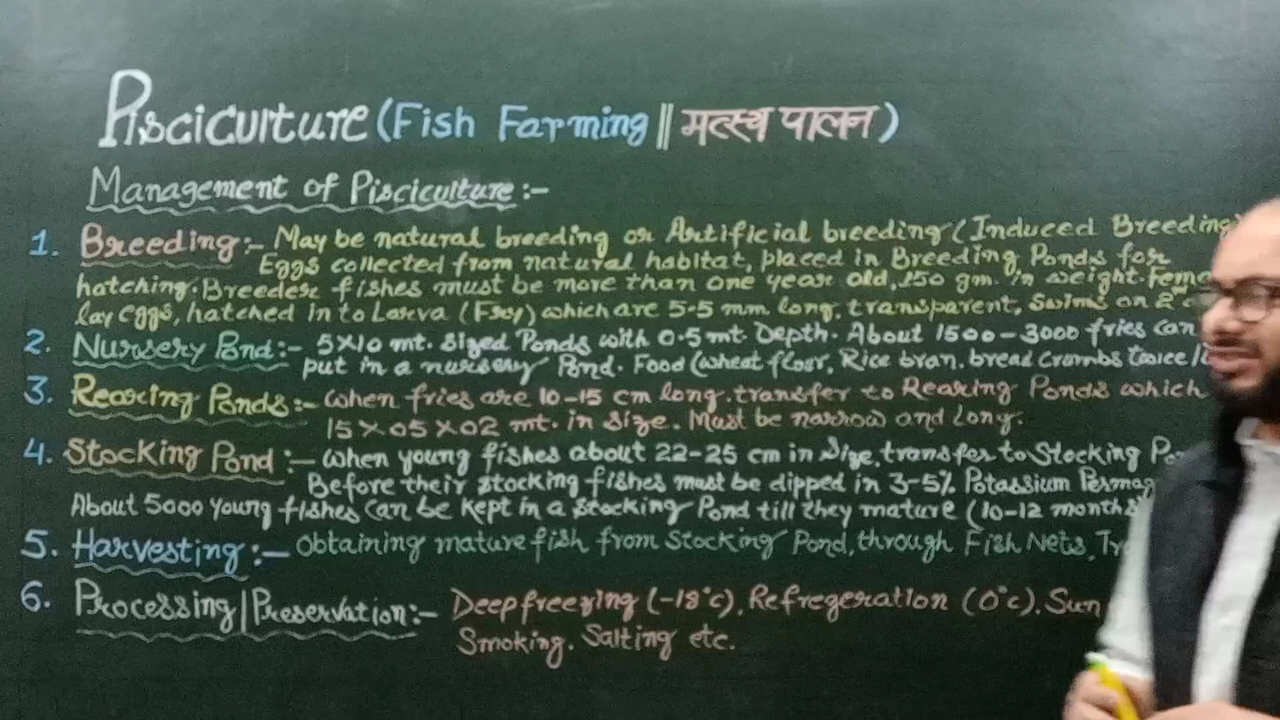 Pisciculture (Fish Farming || मत्स्य पालन)
Management of Pisciculture:-
1. Breeding:- May be natural breeding or Artificial breeding (Induced Breeding)
Eggs collected from natural habitat, placed in Breeding Ponds for
hatching. Breeder fishes must be more than one year old, 250 gm. in weight.
lay eggs, hatched in to Larva (Fry) which are 5.5 mm long, transparent, Swims on
2. Nursery Pond:- 5X10 mt. Sized Ponds with 0.5 mt. Depth. About 1500-3000 fries can
put in a nursery Pond. Food (wheat floor, Rice bran, bread Crombs twice
3. Rearing Ponds:- when fries are 10-15 cm long. transfer to Rearing Ponds which
15 X 05 X 02 mt. in size. Must be narrow and Long.
4. Stocking Pond:- when young fishes about 22-25 cm in Size, transfer to Stocking
Before their stocking fishes must be dipped in 3-5% Potassium
About 5000 young fishes can be kept in a stocking Pond till they mature (10-12 months
5. Harvesting:- Obtaining mature fish from Stocking Pond, through Fish Nets,
6. Processing|Preservation:- Deep freezing (-18°c), Refregeration (0°c), Sun
Smoking. Salting etc.